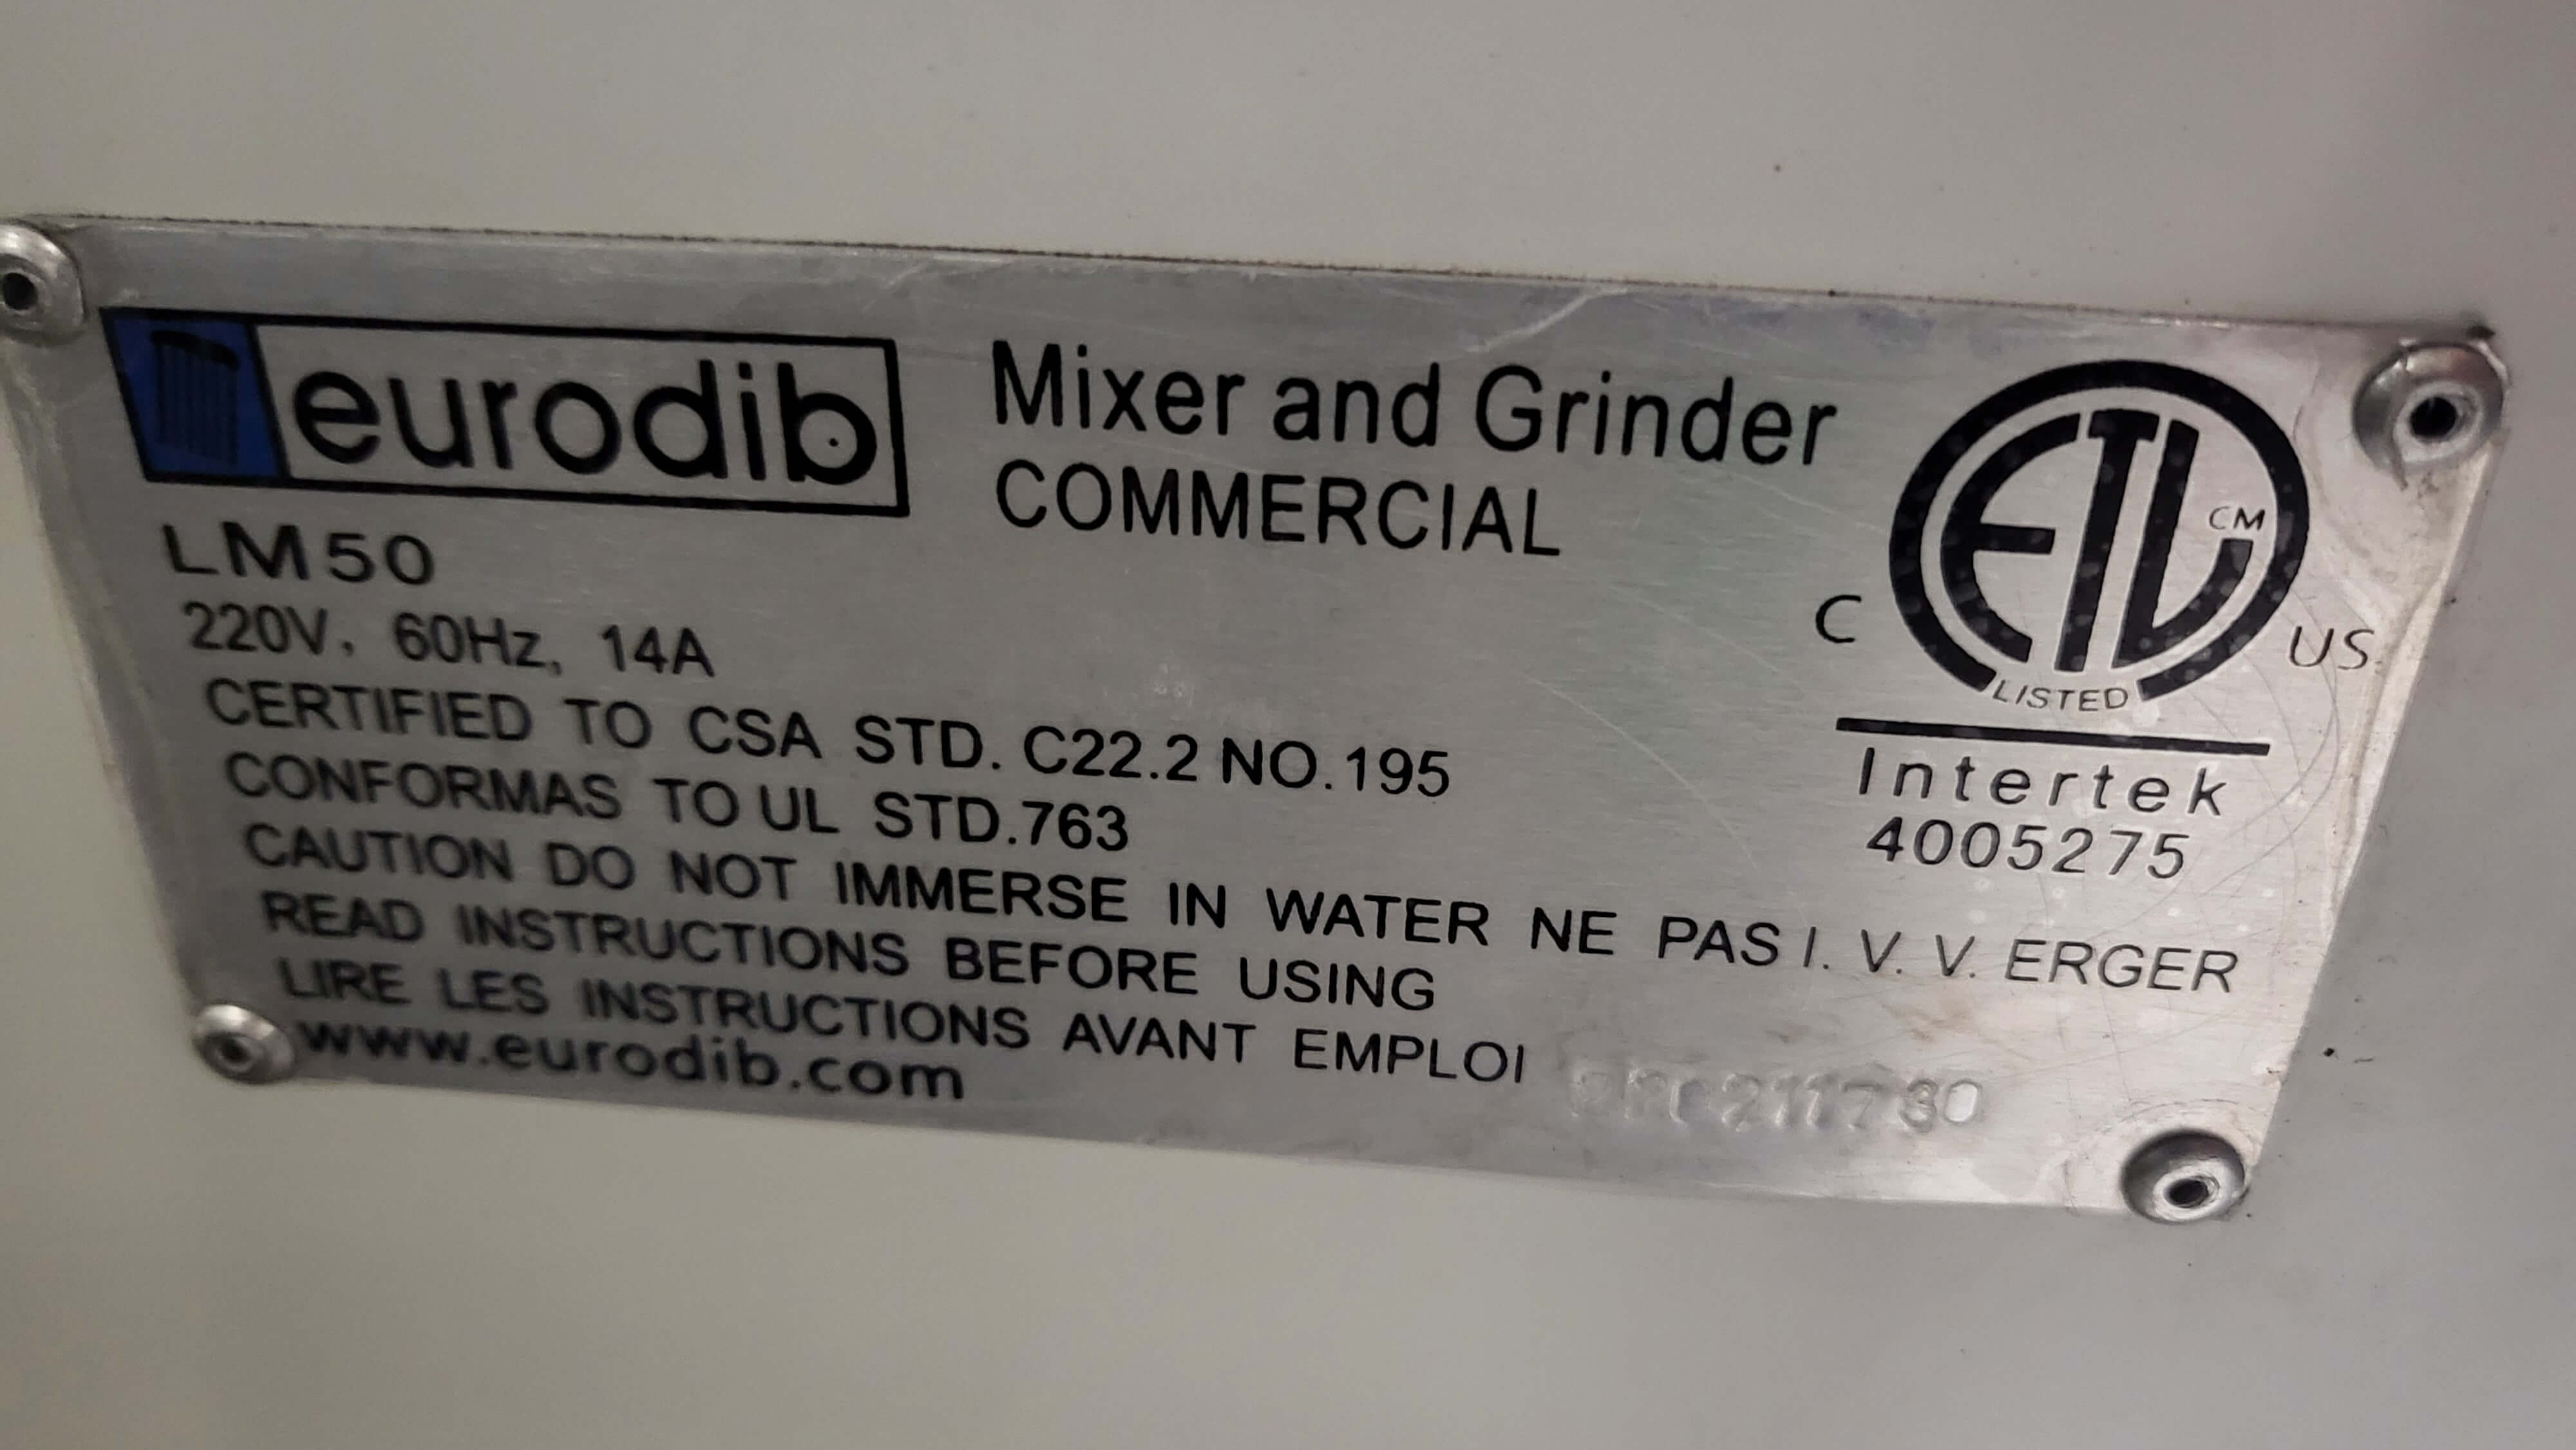 eurodib
Mixer and Grinder
COMMERCIAL
LM50
220V, 60Hz, 14A
CERTIFIED TO CSA STD. C22.2 NO.195
CONFORMAS TO UL STD.763
CAUTION DO NOT IMMERSE IN WATER NE PAS I. V. V. ERGER
READ INSTRUCTIONS BEFORE USING
LIRE LES INSTRUCTIONS AVANT EMPLOI
www.eurodib.com
ETL CM
C US
LISTED
Intertek
4005275